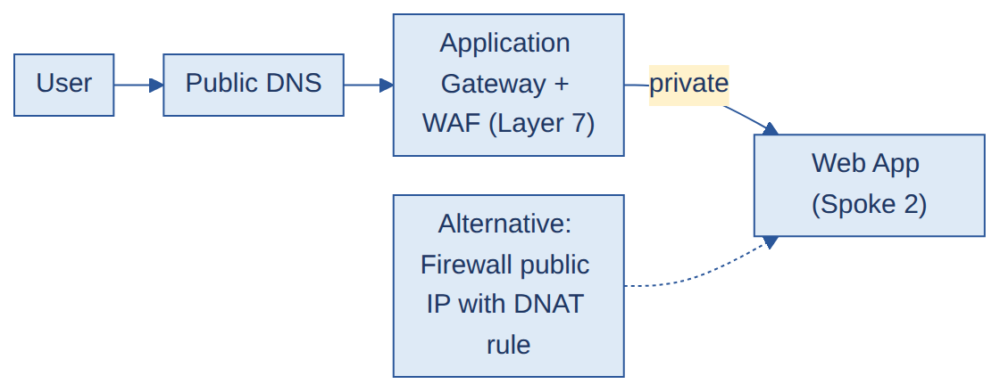 User
Public DNS
Application
Gateway +
WAF (Layer 7)
private
Web App
(Spoke 2)
Alternative:
Firewall public
IP with DNAT
rule